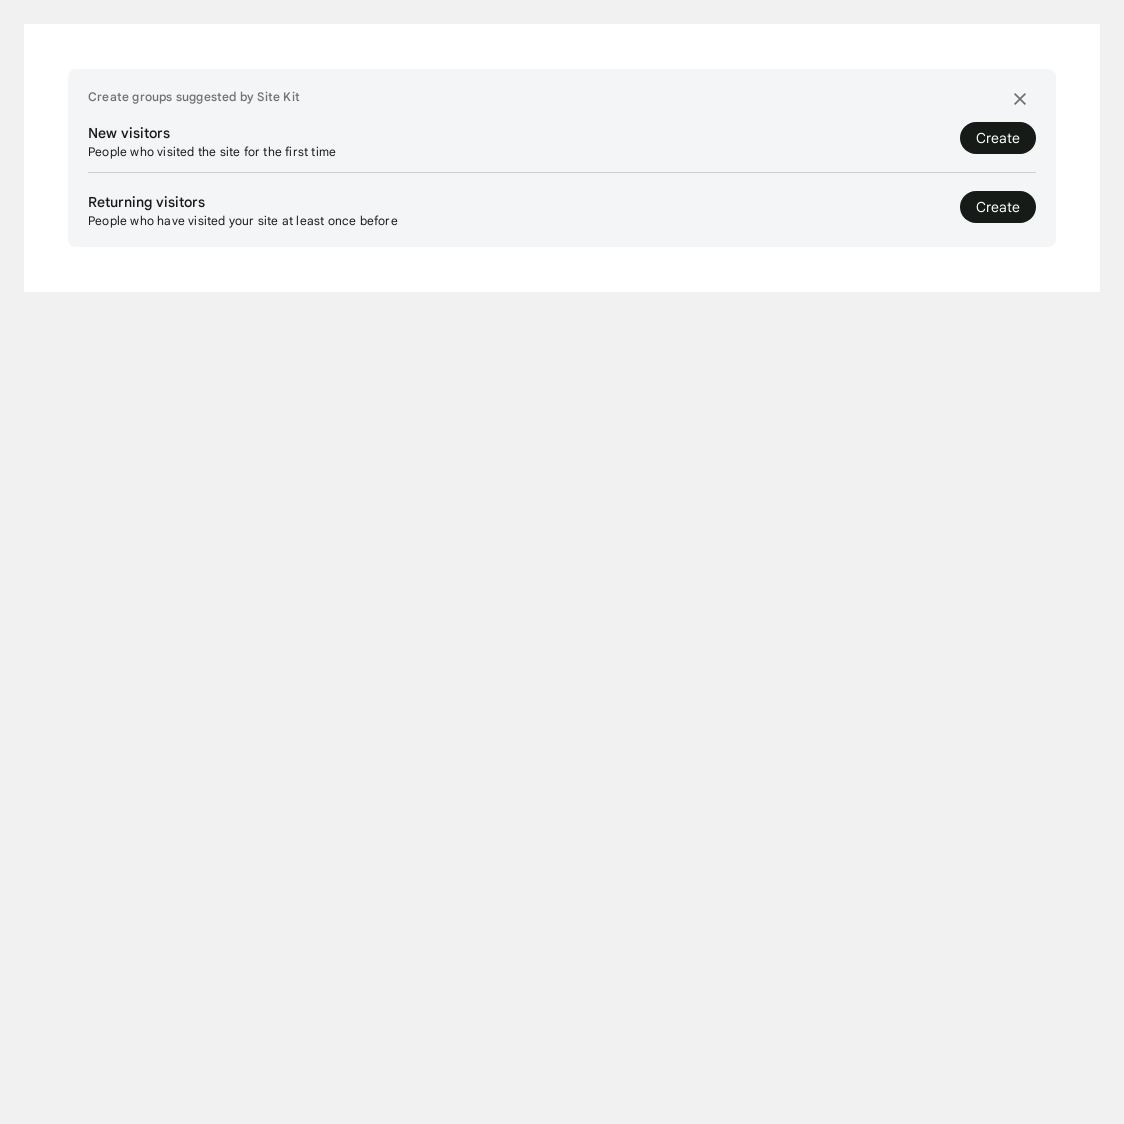 Create groups suggested by Site Kit
New visitors
People who visited the site for the first time
Create
Returning visitors
People who have visited your site at least once before
Create